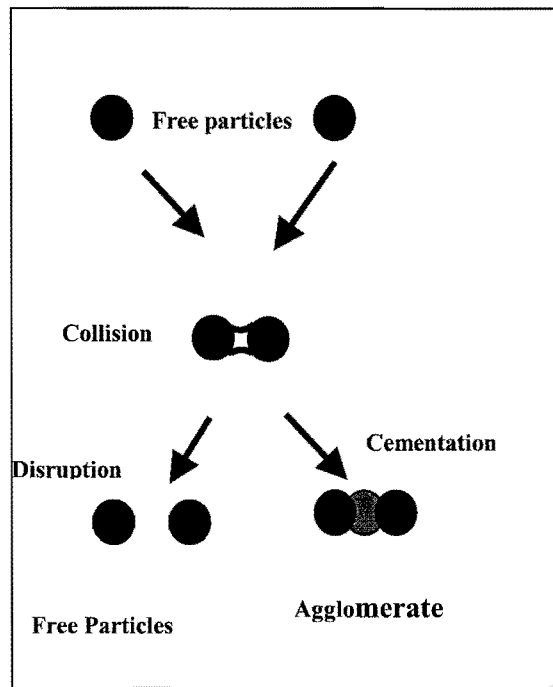 Free particles
Collision
Cementation
Disruption
Agglomerate
Free Particles